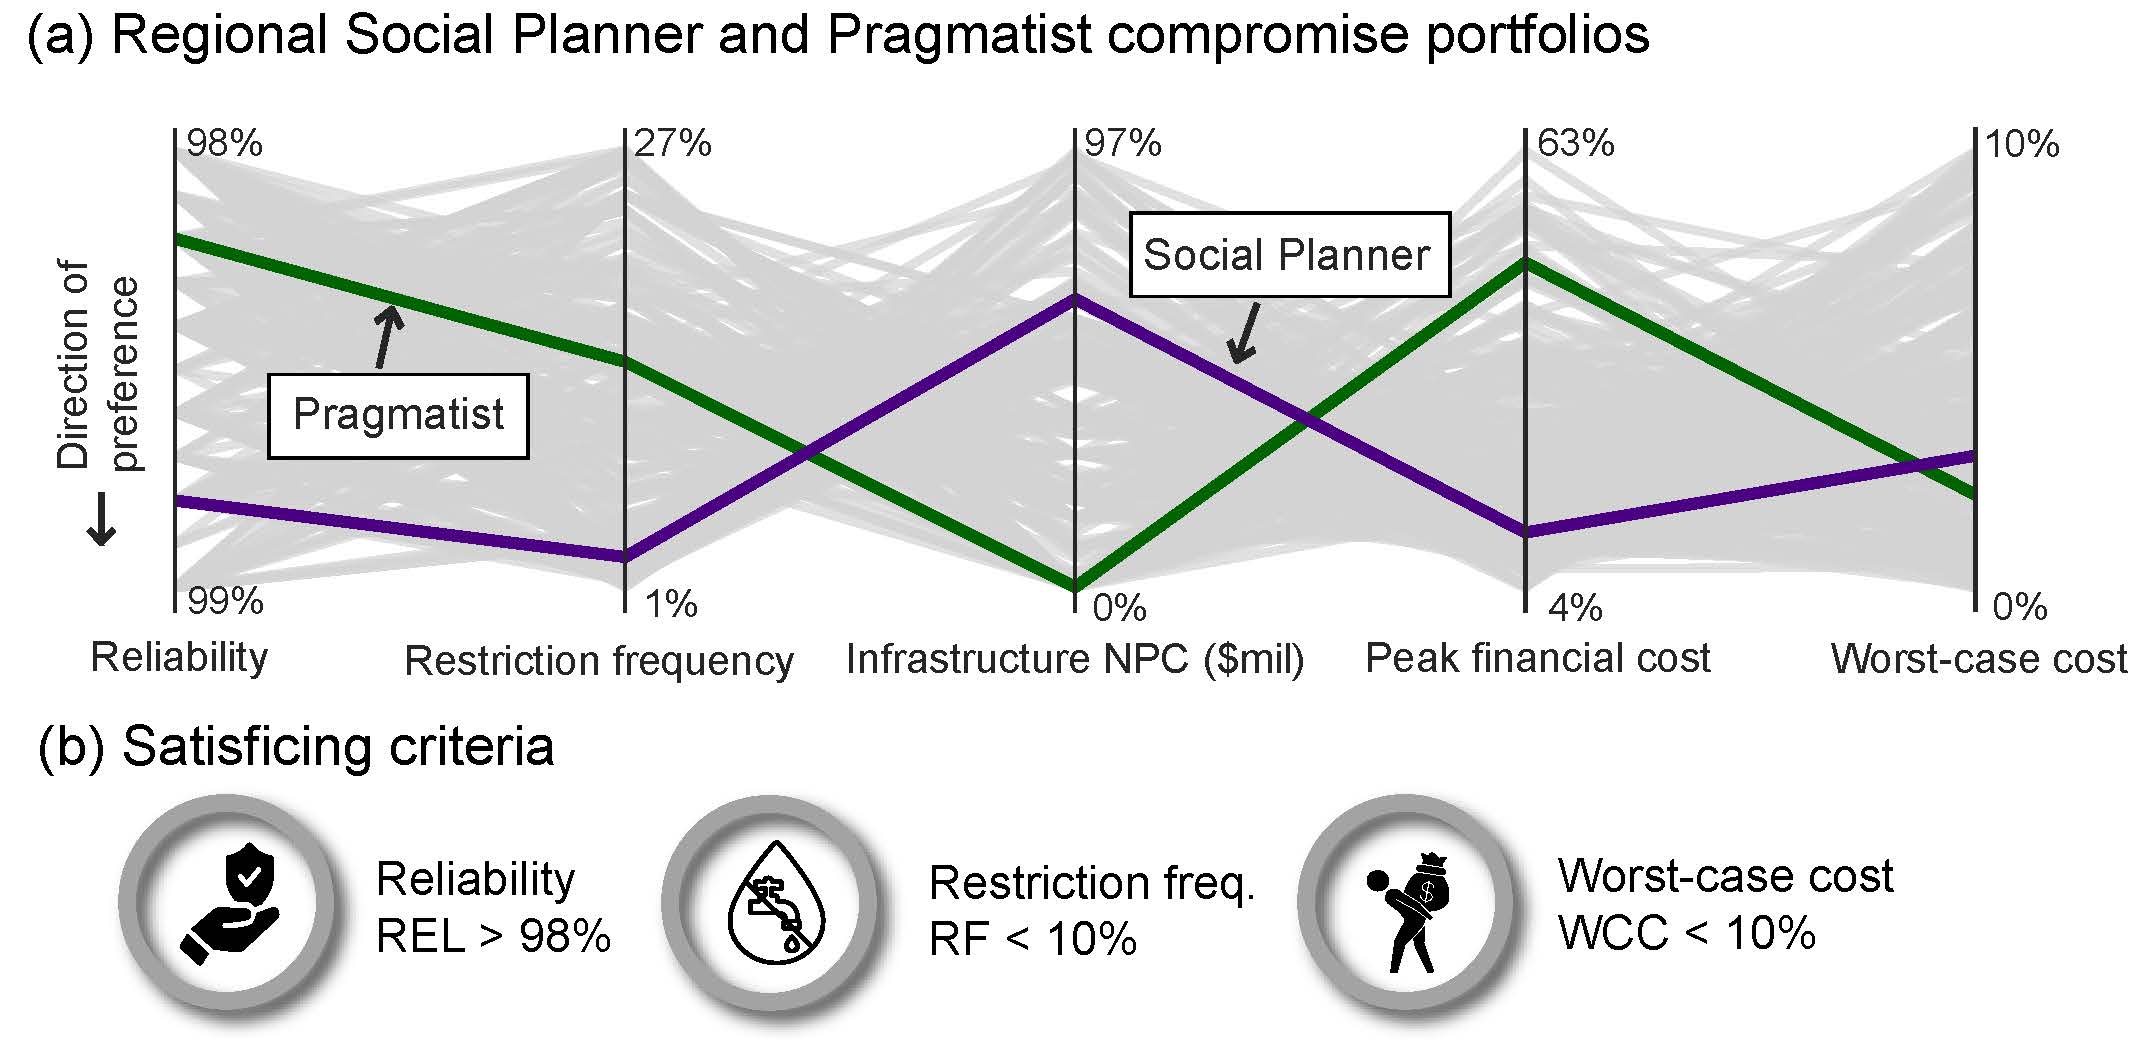 (a) Regional Social Planner and Pragmatist compromise portfolios
98%
27%
97%
63%
10%
Direction of
preference
Pragmatist
Social Planner
99%
1%
0%
4%
0%
Reliability
Restriction frequency
Infrastructure NPC ($mil)
Peak financial cost
Worst-case cost
(b) Satisficing criteria
Reliability
REL > 98%
Restriction freq.
RF < 10%
$
Worst-case cost
WCC < 10%